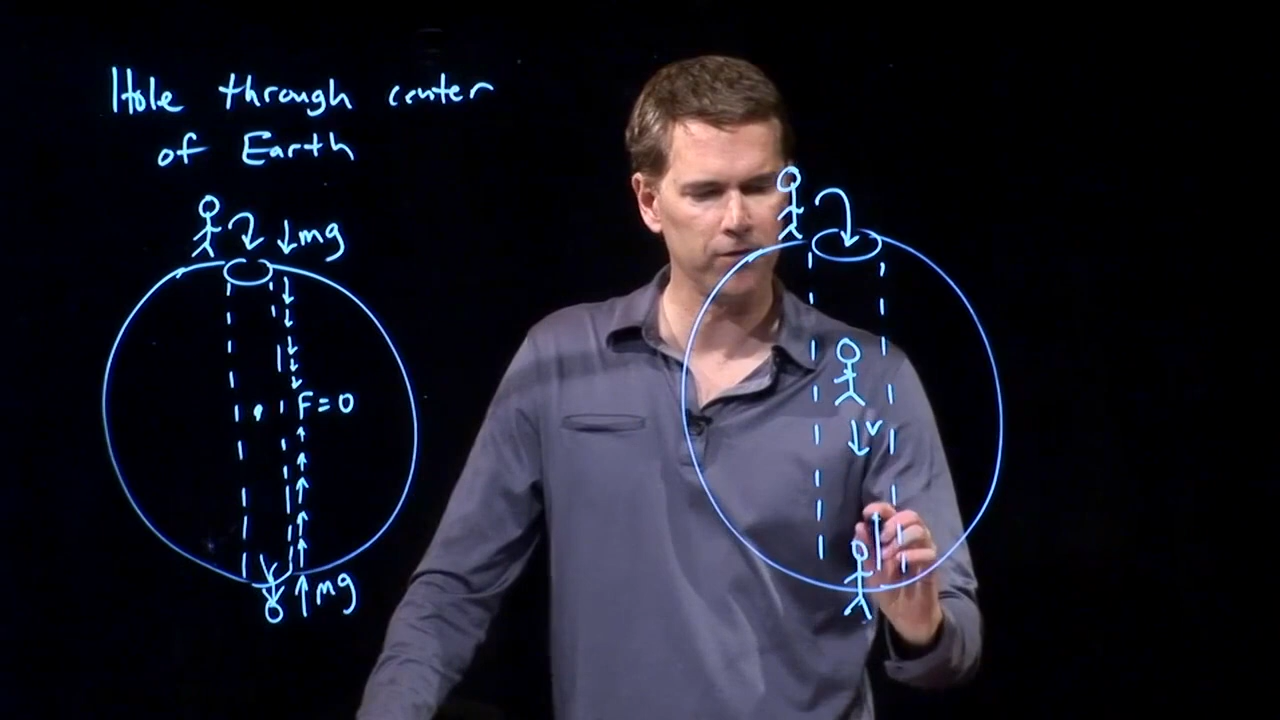 Hole through center
of Earth
↓mg
F=0
↓v
↑mg